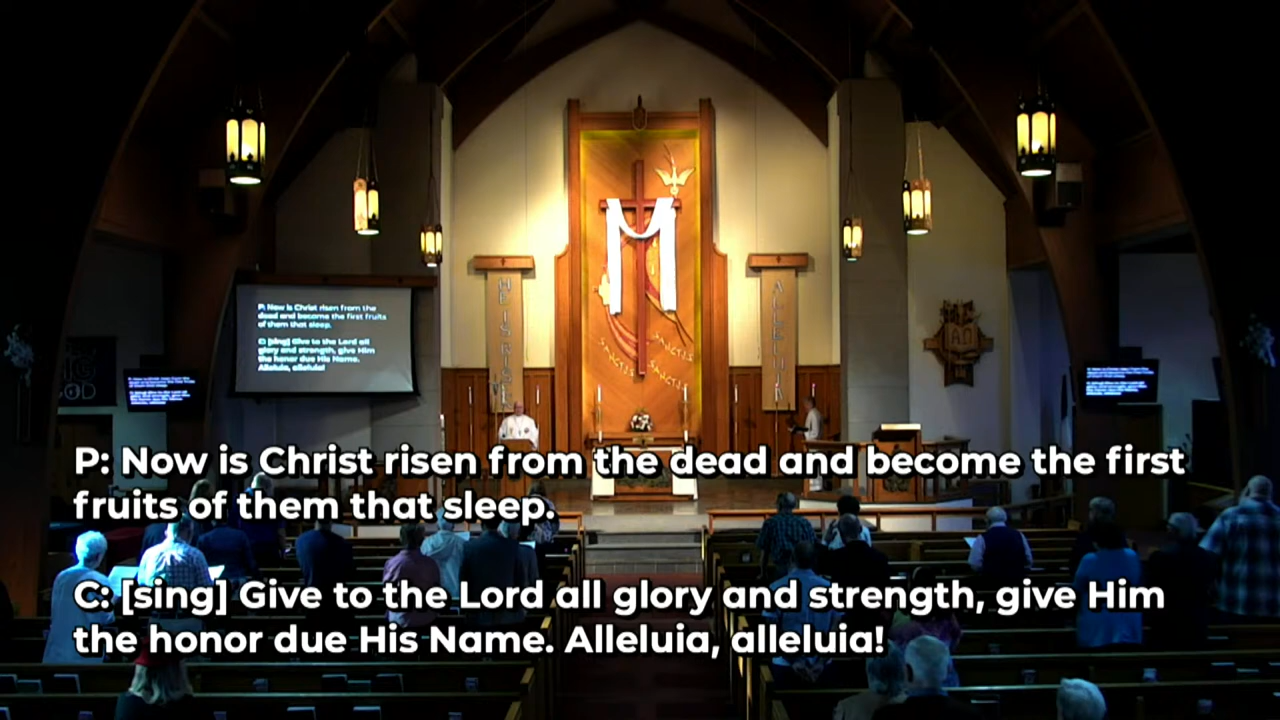 HE IS RISEN
ALLELUIA
SANCTUS
SANCTUS
SANCTUS
P: Now is Christ risen from the
dead and become the first fruits
of them that sleep.
C: [sing] Give to the Lord all
glory and strength, give Him
the honor due His Name.
Alleluia, alleluia!
GOD
P: Now is Christ risen from the dead and become the first
fruits of them that sleep.
C: [sing] Give to the Lord all glory and strength, give Him
the honor due His Name. Alleluia, alleluia!